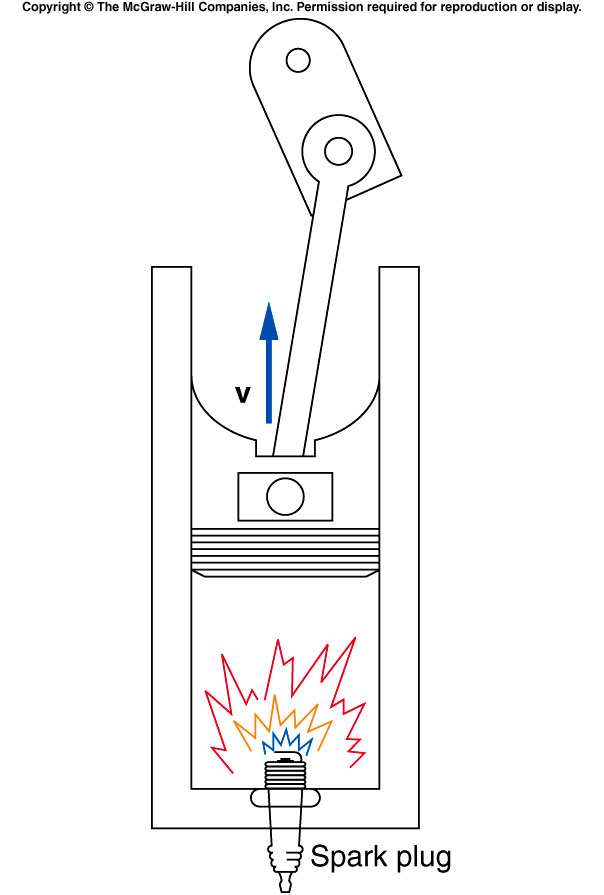 Copyright © The McGraw-Hill Companies, Inc. Permission required for reproduction or display.
v
Spark plug